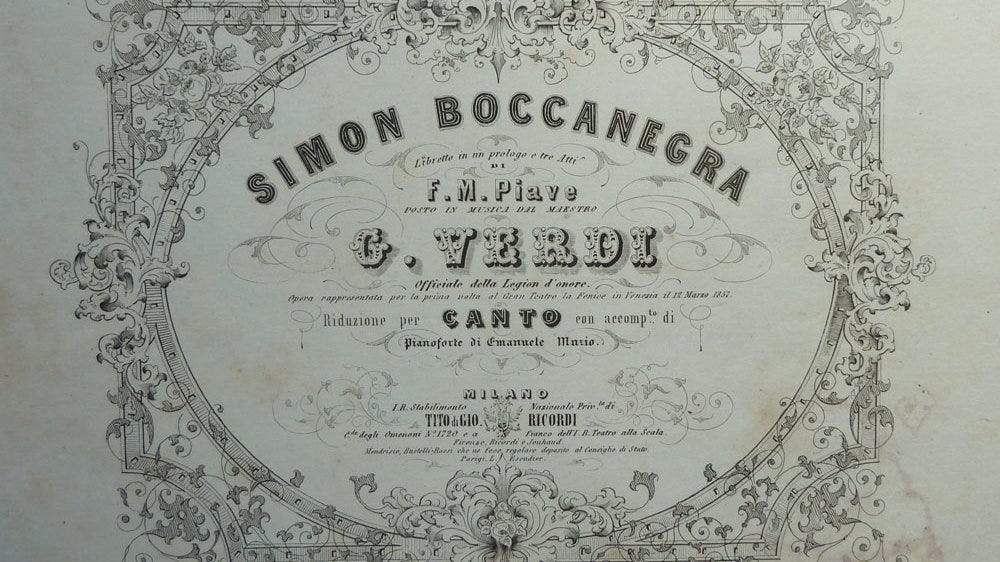 SIMON BOCCANEGRA
Libretto in un prologo e tre Atti
DI
F. M. Piave
POSTO IN MUSICA DAL MAESTRO
G. VERDI
Officiale della Legion d'onore.
Opera rappresentata per la prima volta al Gran Teatro la Fenice in Venezia il 12 Marzo 1857.
Riduzione per CANTO con accomp.to di
Pianoforte di Emanuele Muzio.
MILANO
I. R. Stabilimento Nazionale Priv.to di
TITO di GIO. RICORDI
C.da degli Omenoni N.o 1720 e a fianco dell'I. R. Teatro alla Scala.
Firenze, Ricordi e Jouhaud
Mendrisio, Bustelli-Rossi che ne fece regolare deposito al Consiglio di Stato.
Parigi. L. Escudier.